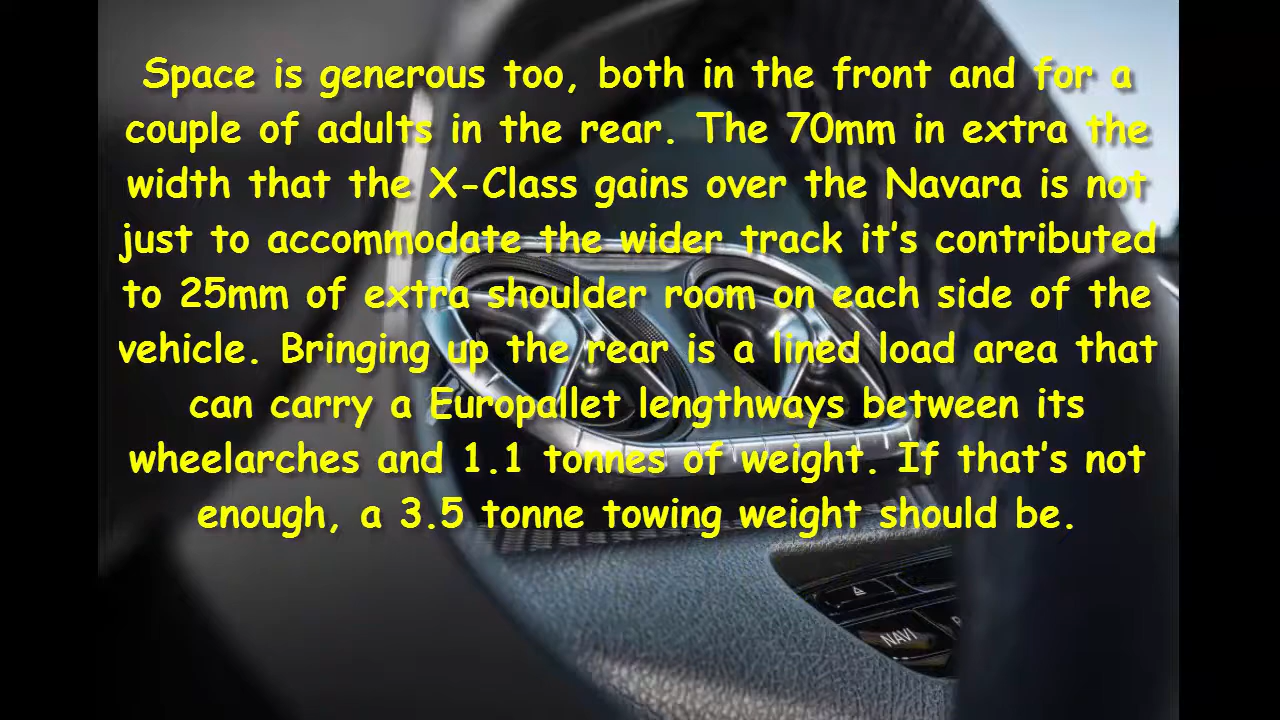 Space is generous too, both in the front and for a
couple of adults in the rear. The 70mm in extra the
width that the X-Class gains over the Navara is not
just to accommodate the wider track it's contributed
to 25mm of extra shoulder room on each side of the
vehicle. Bringing up the rear is a lined load area that
can carry a Europallet lengthways between its
wheelarches and 1.1 tonnes of weight. If that's not
enough, a 3.5 tonne towing weight should be.
NAVI